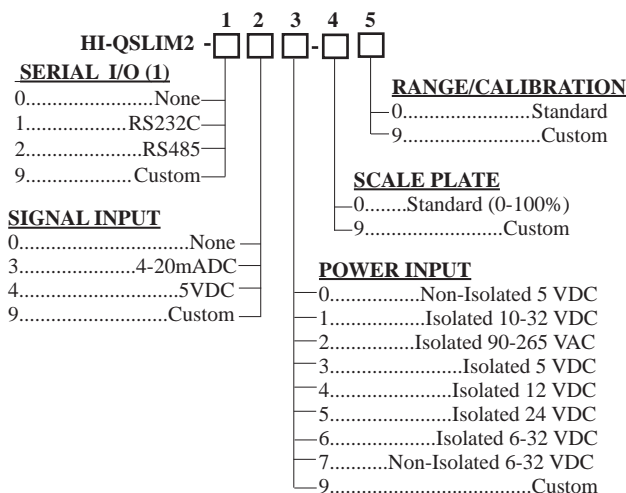 1 2 3 4 5
HI-QSLIM2 - -
SERIAL I/O (1)
0....................None
1................RS232C
2..................RS485
9.................Custom
SIGNAL INPUT
0.............................None
3...................4-20mADC
4..........................5VDC
9..........................Custom
RANGE/CALIBRATION
0.......................Standard
9.........................Custom
SCALE PLATE
0........Standard (0-100%)
9.........................Custom
POWER INPUT
0................Non-Isolated 5 VDC
1.................Isolated 10-32 VDC
2...............Isolated 90-265 VAC
3........................Isolated 5 VDC
4......................Isolated 12 VDC
5......................Isolated 24 VDC
6...................Isolated 6-32 VDC
7...........Non-Isolated 6-32 VDC
9....................................Custom